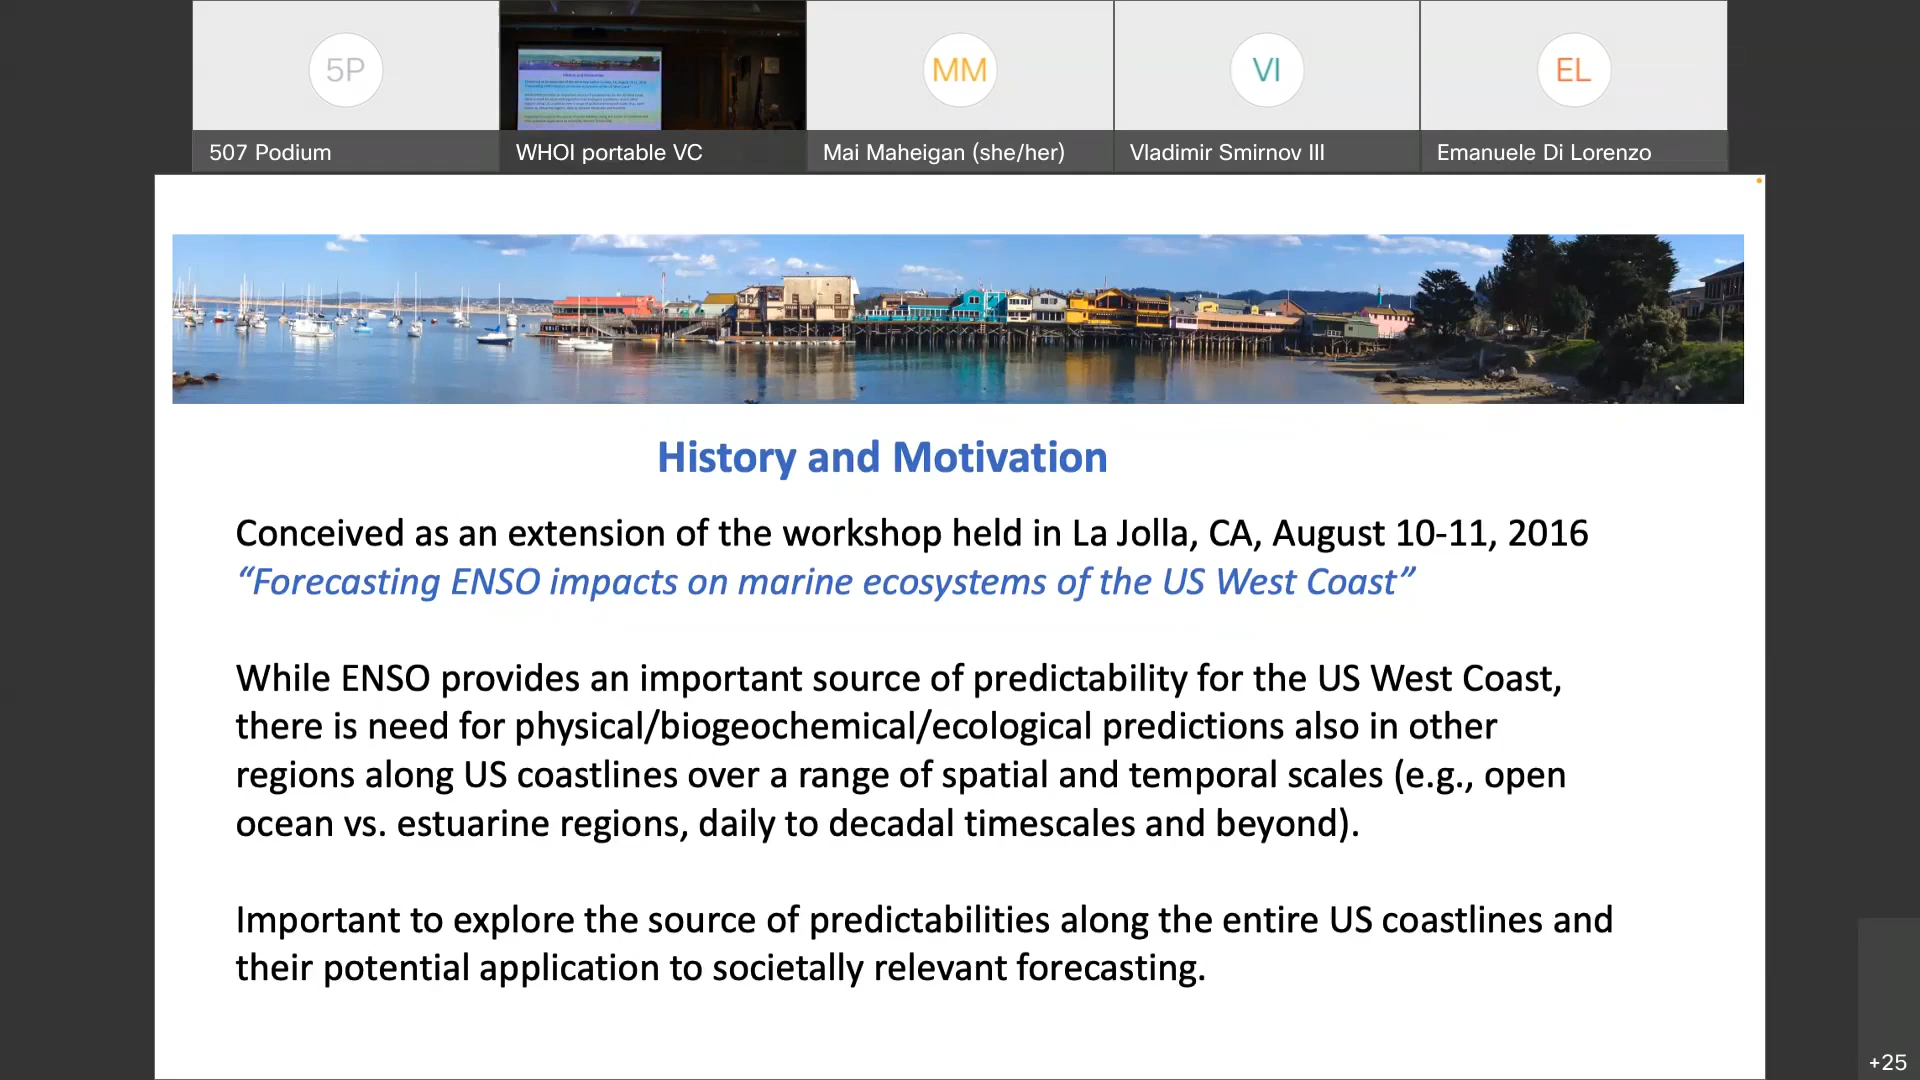 5P
MM
VI
EL
507 Podium
WHOI portable VC
Mai Maheigan (she/her)
Vladimir Smirnov III
Emanuele Di Lorenzo
History and Motivation
Conceived as an extension of the workshop held in La Jolla, CA, August 10-11, 2016
“Forecasting ENSO impacts on marine ecosystems of the US West Coast”
While ENSO provides an important source of predictability for the US West Coast,
there is need for physical/biogeochemical/ecological predictions also in other
regions along US coastlines over a range of spatial and temporal scales (e.g., open
ocean vs. estuarine regions, daily to decadal timescales and beyond).
Important to explore the source of predictabilities along the entire US coastlines and
their potential application to societally relevant forecasting.
+25